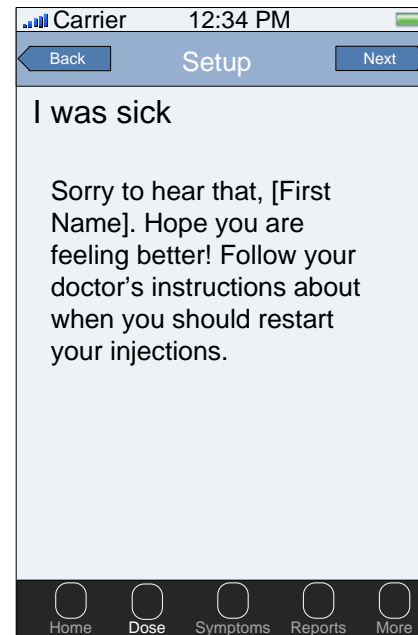 Carrier 12:34 PM
Back Setup Next
I was sick
Sorry to hear that, [First
Name]. Hope you are
feeling better! Follow your
doctor's instructions about
when you should restart
your injections.
Home Dose Symptoms Reports More